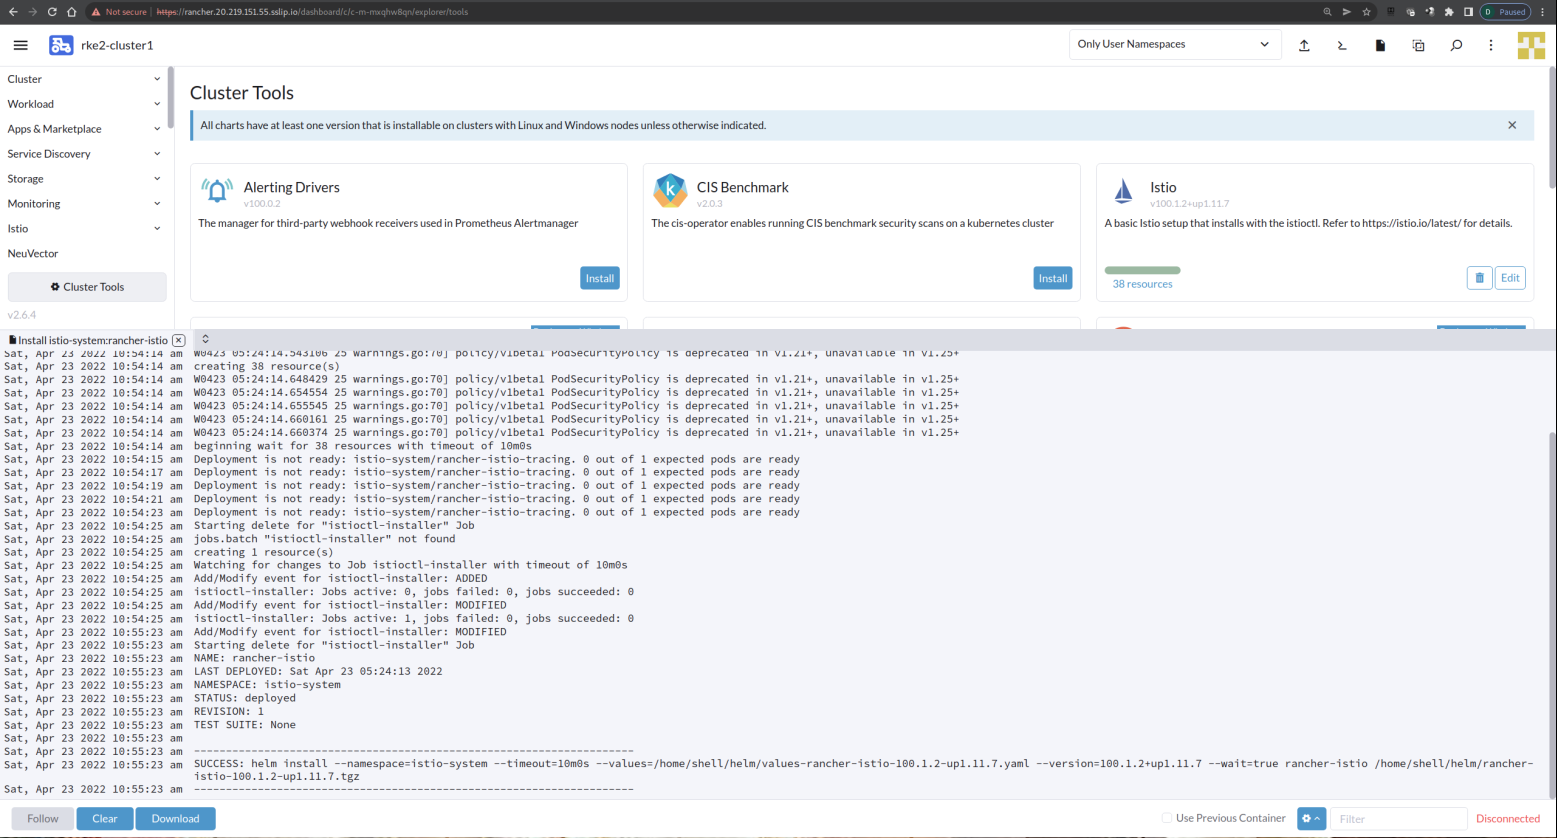 Not secure | https://rancher.20.219.151.55.sslip.io/dashboard/c/c-m-mxqhw8qn/explorer/tools
D Paused
rke2-cluster1
Only User Namespaces
Cluster
Workload
Apps & Marketplace
Service Discovery
Storage
Monitoring
Istio
NeuVector
Cluster Tools
v2.6.4
Cluster Tools
All charts have at least one version that is installable on clusters with Linux and Windows nodes unless otherwise indicated.
Alerting Drivers
v100.0.2
The manager for third-party webhook receivers used in Prometheus Alertmanager
Install
CIS Benchmark
v2.0.3
The cis-operator enables running CIS benchmark security scans on a kubernetes cluster
Install
Istio
v100.1.2+up1.11.7
A basic Istio setup that installs with the istioctl. Refer to https://istio.io/latest/ for details.
38 resources
Edit
Install istio-system:rancher-istio
Sat, Apr 23 2022 10:54:14 am W0423 05:24:14.543106 25 warnings.go:70] policy/v1beta1 PodSecurityPolicy is deprecated in v1.21+, unavailable in v1.25+
Sat, Apr 23 2022 10:54:14 am creating 38 resource(s)
Sat, Apr 23 2022 10:54:14 am W0423 05:24:14.648429 25 warnings.go:70] policy/v1beta1 PodSecurityPolicy is deprecated in v1.21+, unavailable in v1.25+
Sat, Apr 23 2022 10:54:14 am W0423 05:24:14.654554 25 warnings.go:70] policy/v1beta1 PodSecurityPolicy is deprecated in v1.21+, unavailable in v1.25+
Sat, Apr 23 2022 10:54:14 am W0423 05:24:14.655545 25 warnings.go:70] policy/v1beta1 PodSecurityPolicy is deprecated in v1.21+, unavailable in v1.25+
Sat, Apr 23 2022 10:54:14 am W0423 05:24:14.660161 25 warnings.go:70] policy/v1beta1 PodSecurityPolicy is deprecated in v1.21+, unavailable in v1.25+
Sat, Apr 23 2022 10:54:14 am W0423 05:24:14.660374 25 warnings.go:70] policy/v1beta1 PodSecurityPolicy is deprecated in v1.21+, unavailable in v1.25+
Sat, Apr 23 2022 10:54:14 am beginning wait for 38 resources with timeout of 10m0s
Sat, Apr 23 2022 10:54:15 am Deployment is not ready: istio-system/rancher-istio-tracing. 0 out of 1 expected pods are ready
Sat, Apr 23 2022 10:54:17 am Deployment is not ready: istio-system/rancher-istio-tracing. 0 out of 1 expected pods are ready
Sat, Apr 23 2022 10:54:19 am Deployment is not ready: istio-system/rancher-istio-tracing. 0 out of 1 expected pods are ready
Sat, Apr 23 2022 10:54:21 am Deployment is not ready: istio-system/rancher-istio-tracing. 0 out of 1 expected pods are ready
Sat, Apr 23 2022 10:54:23 am Deployment is not ready: istio-system/rancher-istio-tracing. 0 out of 1 expected pods are ready
Sat, Apr 23 2022 10:54:25 am Starting delete for "istioctl-installer" Job
Sat, Apr 23 2022 10:54:25 am jobs.batch "istioctl-installer" not found
Sat, Apr 23 2022 10:54:25 am creating 1 resource(s)
Sat, Apr 23 2022 10:54:25 am Watching for changes to Job istioctl-installer with timeout of 10m0s
Sat, Apr 23 2022 10:54:25 am Add/Modify event for istioctl-installer: ADDED
Sat, Apr 23 2022 10:54:25 am istioctl-installer: Jobs active: 0, jobs failed: 0, jobs succeeded: 0
Sat, Apr 23 2022 10:54:25 am Add/Modify event for istioctl-installer: MODIFIED
Sat, Apr 23 2022 10:54:25 am istioctl-installer: Jobs active: 1, jobs failed: 0, jobs succeeded: 0
Sat, Apr 23 2022 10:55:23 am Add/Modify event for istioctl-installer: MODIFIED
Sat, Apr 23 2022 10:55:23 am Starting delete for "istioctl-installer" Job
Sat, Apr 23 2022 10:55:23 am NAME: rancher-istio
Sat, Apr 23 2022 10:55:23 am LAST DEPLOYED: Sat Apr 23 05:24:13 2022
Sat, Apr 23 2022 10:55:23 am NAMESPACE: istio-system
Sat, Apr 23 2022 10:55:23 am STATUS: deployed
Sat, Apr 23 2022 10:55:23 am REVISION: 1
Sat, Apr 23 2022 10:55:23 am TEST SUITE: None
Sat, Apr 23 2022 10:55:23 am
Sat, Apr 23 2022 10:55:23 am ---------------------------------------------------------------------
Sat, Apr 23 2022 10:55:23 am SUCCESS: helm install --namespace=istio-system --timeout=10m0s --values=/home/shell/helm/values-rancher-istio-100.1.2-up1.11.7.yaml --version=100.1.2+up1.11.7 --wait=true rancher-istio /home/shell/helm/rancher-
istio-100.1.2-up1.11.7.tgz
Sat, Apr 23 2022 10:55:23 am ---------------------------------------------------------------------
Follow
Clear
Download
Use Previous Container
Filter
Disconnected